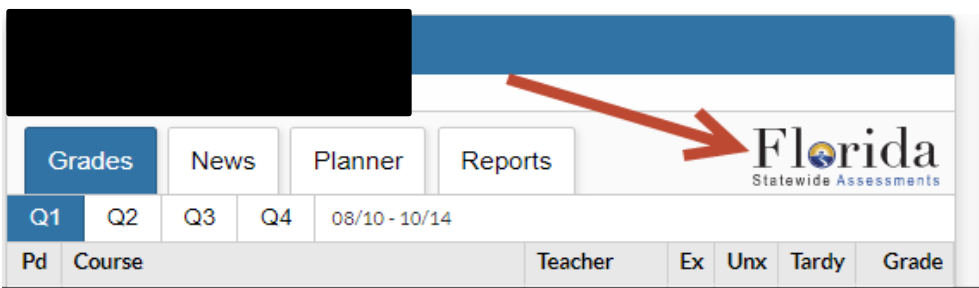 Grades News Planner Reports
Florida
Statewide Assessments
Q1 Q2 Q3 Q4 08/10 - 10/14
Pd Course Teacher Ex Unx Tardy Grade